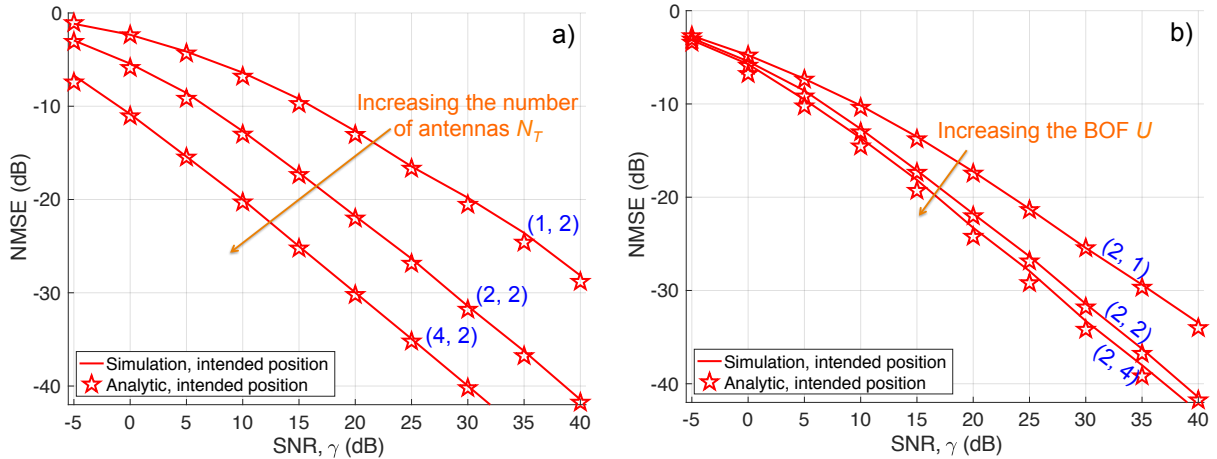 a)
0
-10
-20
-30
-40
NMSE (dB)
Increasing the number
of antennas N_T
(1, 2)
(2, 2)
(4, 2)
Simulation, intended position
Analytic, intended position
-5 0 5 10 15 20 25 30 35 40
SNR, γ (dB)
b)
0
-10
-20
-30
-40
NMSE (dB)
Increasing the BOF U
(2, 1)
(2, 2)
(2, 4)
Simulation, intended position
Analytic, intended position
-5 0 5 10 15 20 25 30 35 40
SNR, γ (dB)